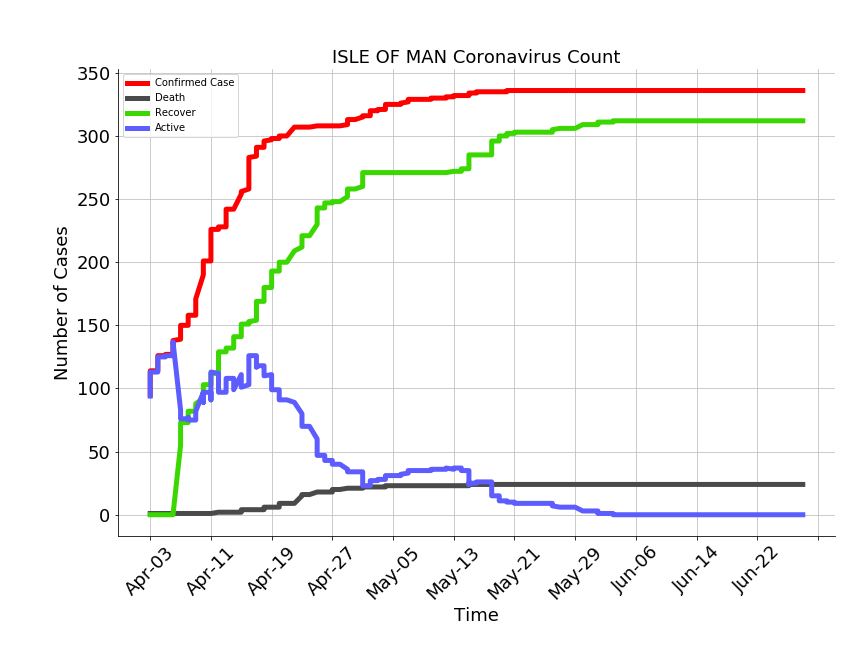 ISLE OF MAN Coronavirus Count
Confirmed Case
Death
Recover
Active
Number of Cases
350
300
250
200
150
100
50
0
Apr-03
Apr-11
Apr-19
Apr-27
May-05
May-13
May-21
May-29
Jun-06
Jun-14
Jun-22
Time